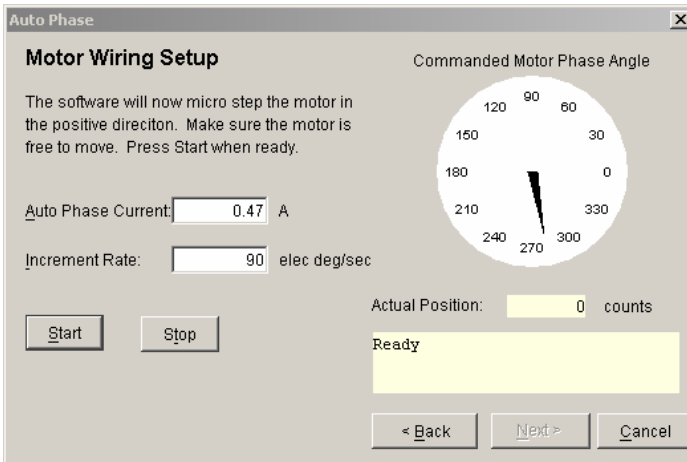 Auto Phase
Motor Wiring Setup
The software will now micro step the motor in
the positive direciton. Make sure the motor is
free to move. Press Start when ready.
Auto Phase Current: 0.47 A
Increment Rate: 90 elec deg/sec
Start Stop
Commanded Motor Phase Angle
90
120 60
150 30
180 0
210 330
240 300
270
Actual Position: 0 counts
Ready
< Back Next > Cancel